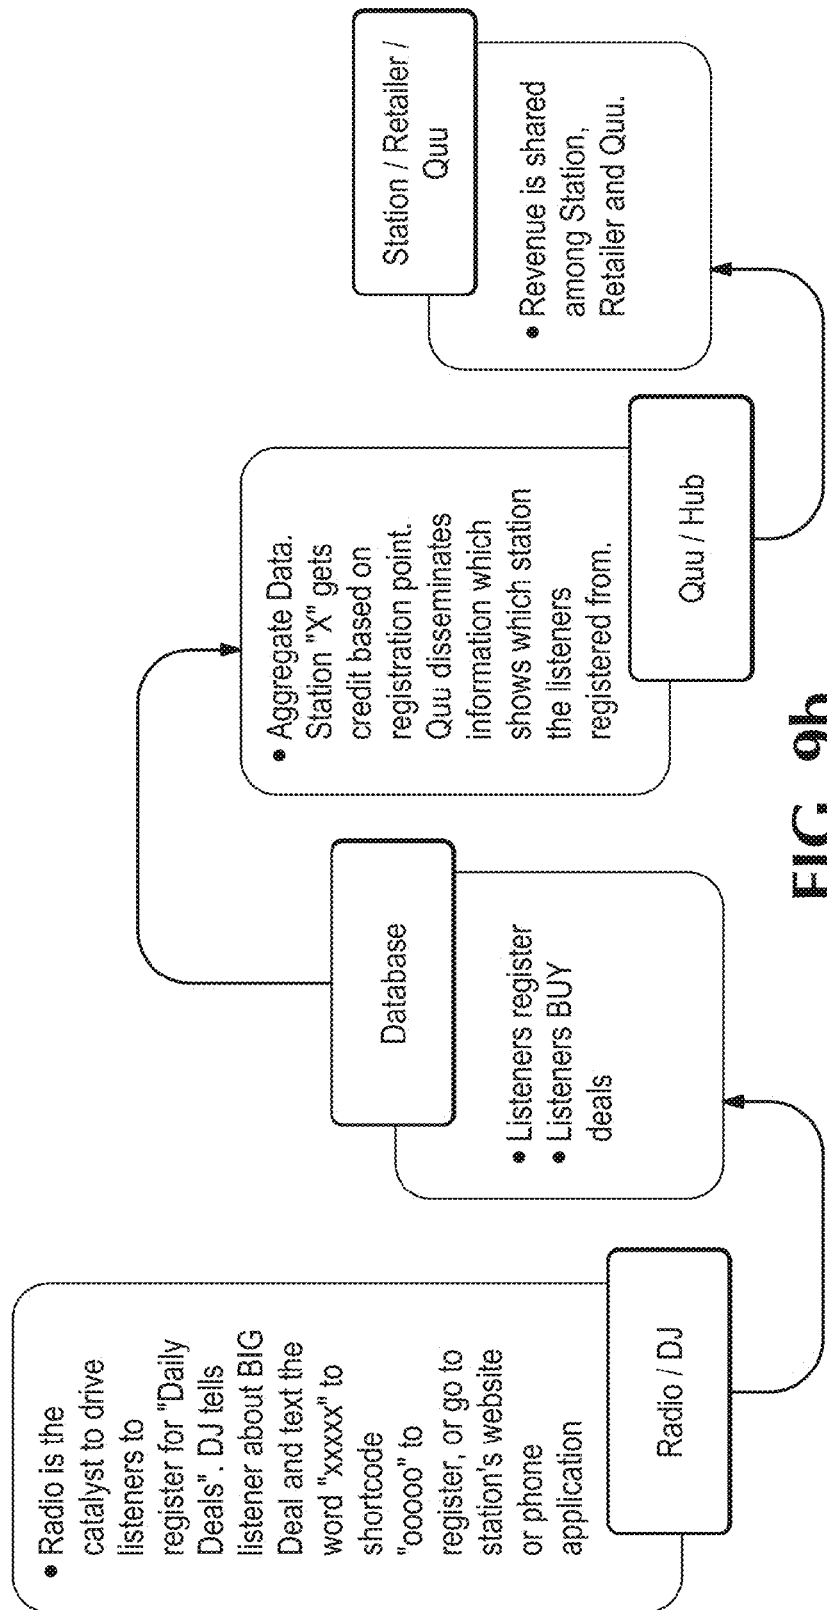 • Radio is the
catalyst to drive
listeners to
register for "Daily
Deals". DJ tells
listener about BIG
Deal and text the
word "xxxxx" to
shortcode
"ooooo" to
register, or go to
station's website
or phone
application
Radio / DJ
Database
• Listeners register
• Listeners BUY
deals
• Aggregate Data.
Station "X" gets
credit based on
registration point.
Quu disseminates
information which
shows which station
the listeners
registered from.
Quu / Hub
Station / Retailer /
Quu
• Revenue is shared
among Station,
Retailer and Quu.
FIG. 9h